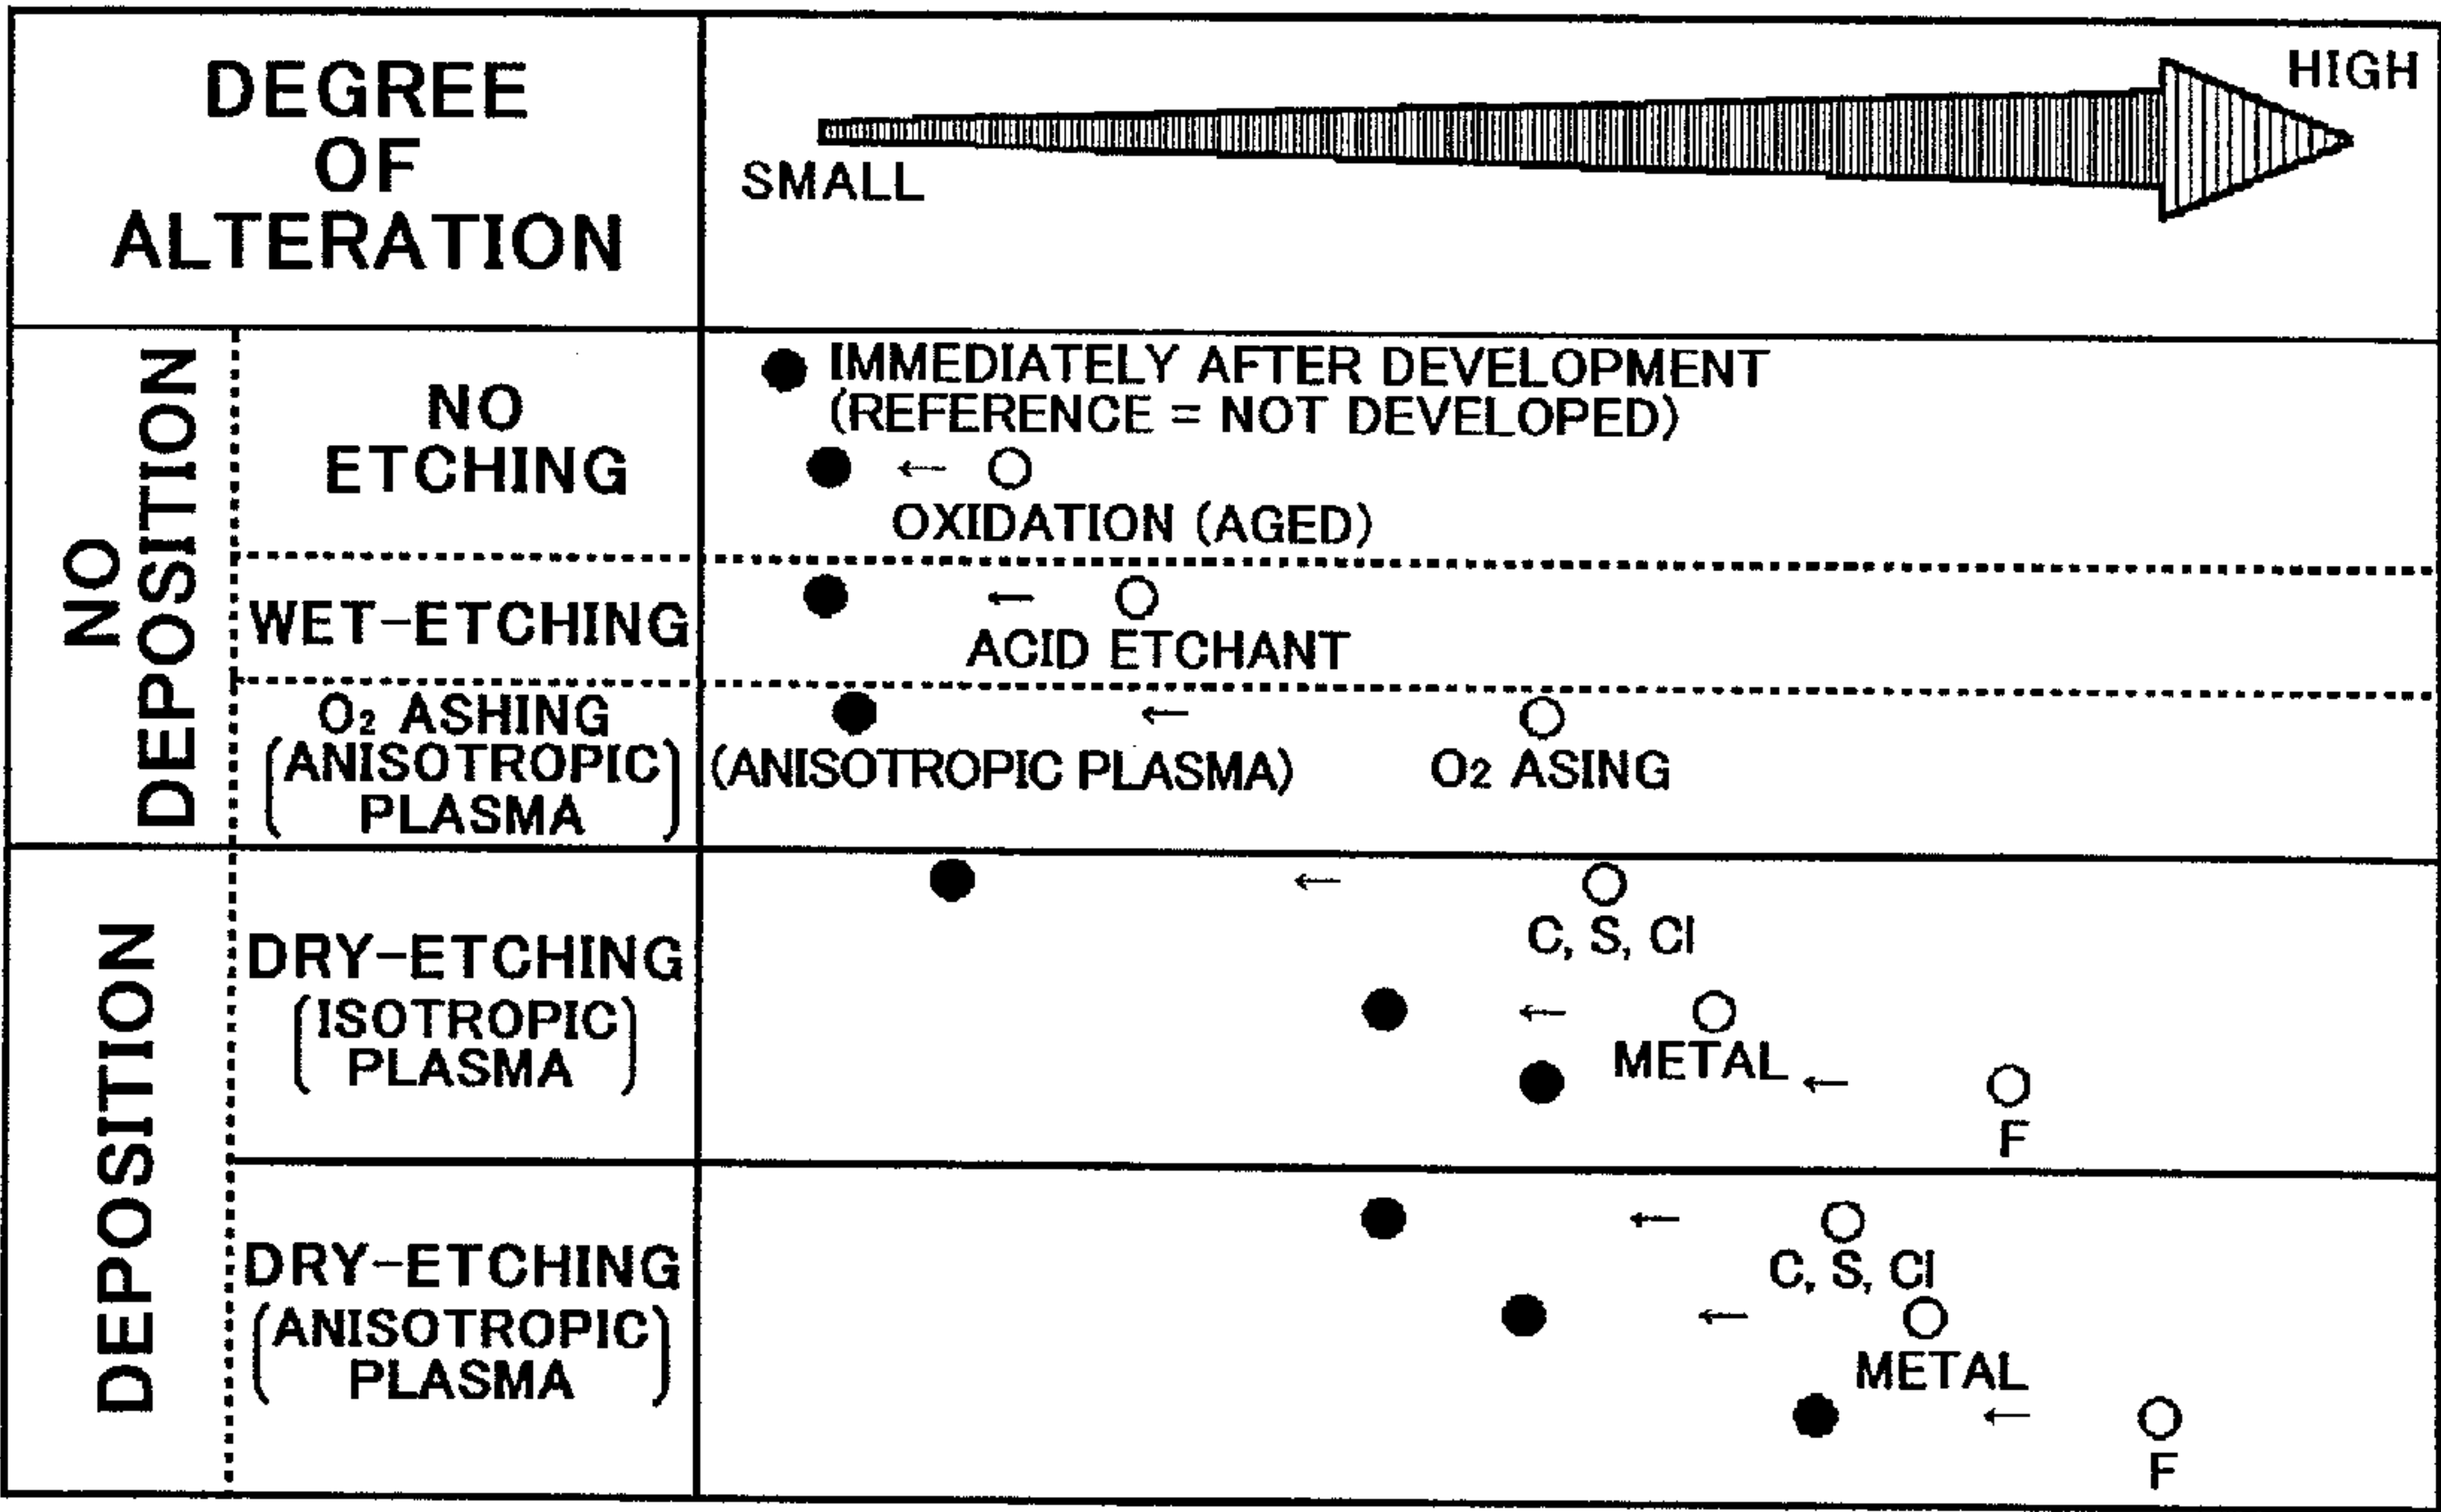 DEGREE
OF
ALTERATION
HIGH
SMALL
NO
DEPOSITION
NO
ETCHING
● IMMEDIATELY AFTER DEVELOPMENT
(REFERENCE = NOT DEVELOPED)
● ← ○
OXIDATION (AGED)
WET-ETCHING
● ← ○
ACID ETCHANT
O₂ ASHING
(ANISOTROPIC
PLASMA)
● ← ○
(ANISOTROPIC PLASMA) O₂ ASING
DEPOSITION
DRY-ETCHING
(ISOTROPIC
PLASMA)
● ← ○
C, S, Cl
● ← ○
METAL
● ← ○
F
DRY-ETCHING
(ANISOTROPIC
PLASMA)
● ← ○
C, S, Cl
● ← ○
METAL
● ← ○
F